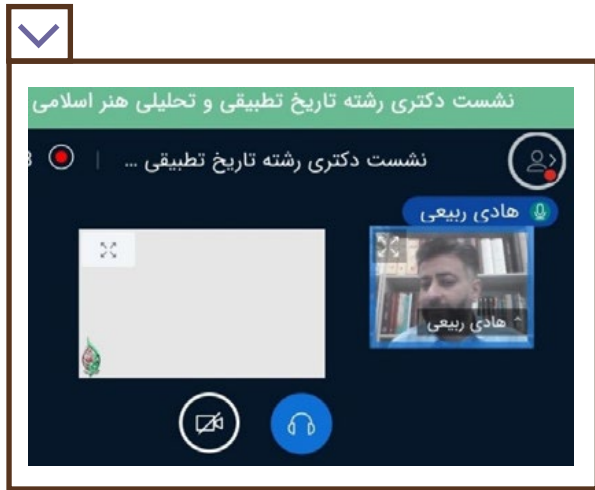 نشست دکتری رشته تاریخ تطبیقی و تحلیلی هنر اسلامی
نشست دکتری رشته تاریخ تطبیقی ...
هادی ربیعی
هادی ربیعی